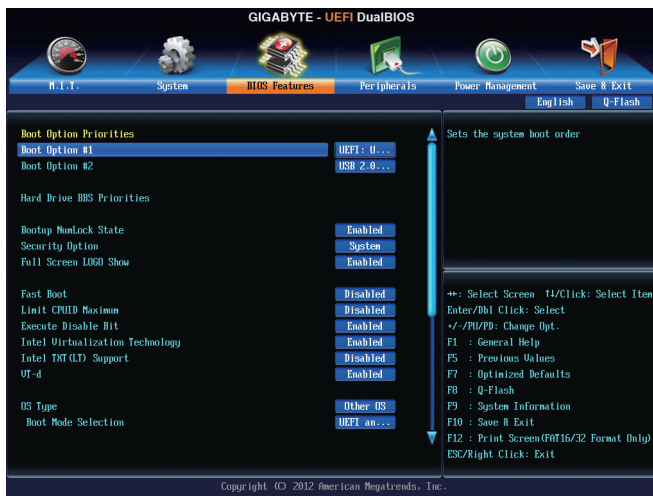 GIGABYTE - UEFI DualBIOS
M.I.T.
System
BIOS Features
Peripherals
Power Management
Save & Exit
English
Q-Flash
Boot Option Priorities
Boot Option #1 UEFI: U...
Boot Option #2 USB 2.0...
Hard Drive BBS Priorities
Bootup NumLock State Enabled
Security Option System
Full Screen LOGO Show Enabled
Fast Boot Disabled
Limit CPUID Maximum Disabled
Execute Disable Bit Enabled
Intel Virtualization Technology Enabled
Intel TXT(LT) Support Disabled
VT-d Enabled
OS Type Other OS
Boot Mode Selection UEFI an...
Sets the system boot order
→←: Select Screen ↑↓/Click: Select Item
Enter/Dbl Click: Select
+/-/PU/PD: Change Opt.
F1 : General Help
F5 : Previous Values
F7 : Optimized Defaults
F8 : Q-Flash
F9 : System Information
F10 : Save & Exit
F12 : Print Screen(FAT16/32 Format Only)
ESC/Right Click: Exit
Copyright (C) 2012 American Megatrends, Inc.